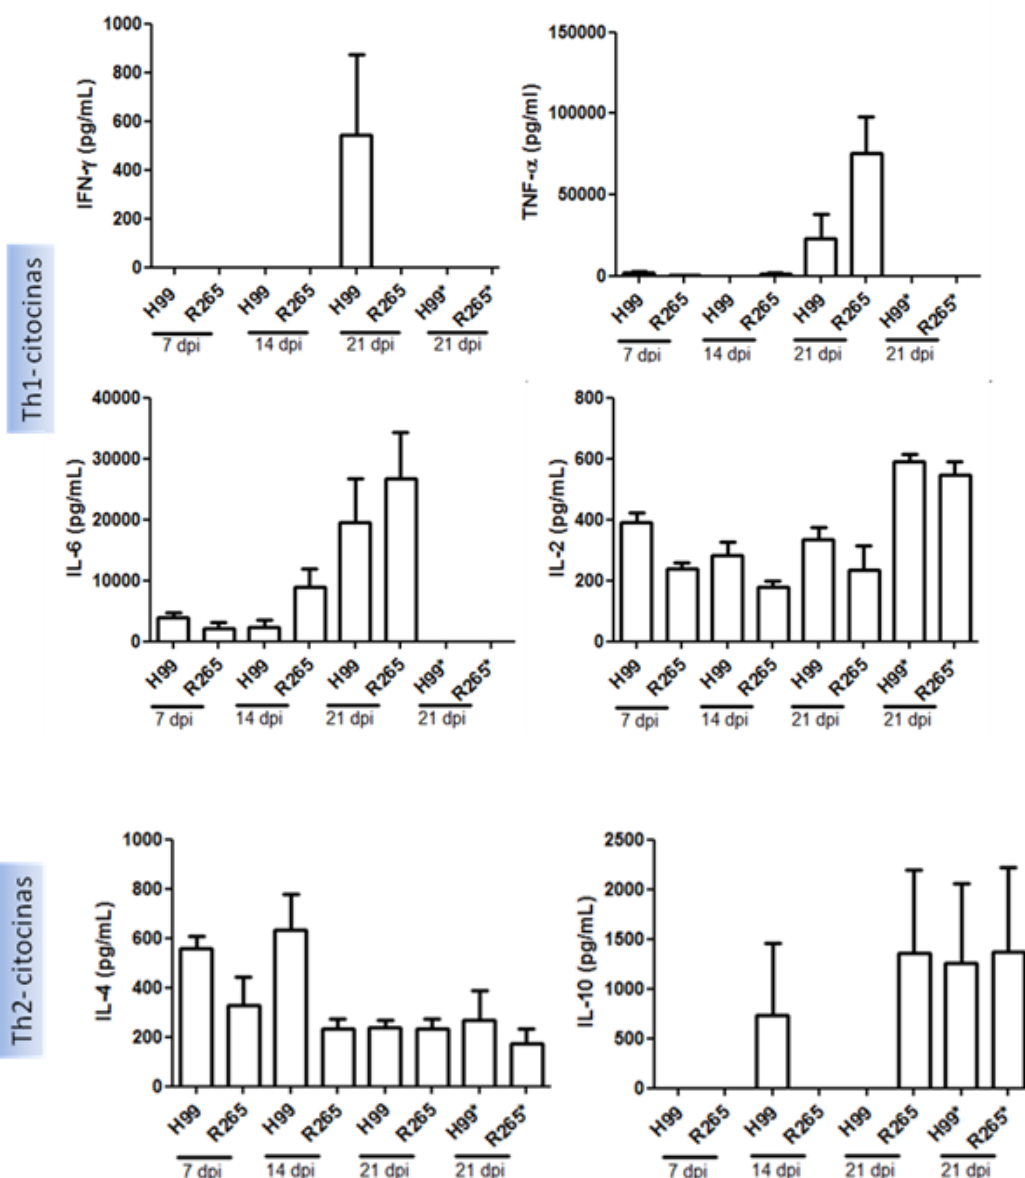 Th1- citocinas
IFN-γ (pg/mL)
1000
800
600
400
200
0
H99 R265 H99 R265 H99 R265 H99* R265*
7 dpi 14 dpi 21 dpi 21 dpi
TNF-α (pg/ml)
150000
100000
50000
0
H99 R265 H99 R265 H99 R265 H99* R265*
7 dpi 14 dpi 21 dpi 21 dpi
IL-6 (pg/mL)
40000
30000
20000
10000
0
H99 R265 H99 R265 H99 R265 H99* R265*
7 dpi 14 dpi 21 dpi 21 dpi
IL-2 (pg/mL)
800
600
400
200
0
H99 R265 H99 R265 H99 R265 H99* R265*
7 dpi 14 dpi 21 dpi 21 dpi
Th2- citocinas
IL-4 (pg/mL)
1000
800
600
400
200
0
H99 R265 H99 R265 H99 R265 H99* R265*
7 dpi 14 dpi 21 dpi 21 dpi
IL-10 (pg/mL)
2500
2000
1500
1000
500
0
H99 R265 H99 R265 H99 R265 H99* R265*
7 dpi 14 dpi 21 dpi 21 dpi